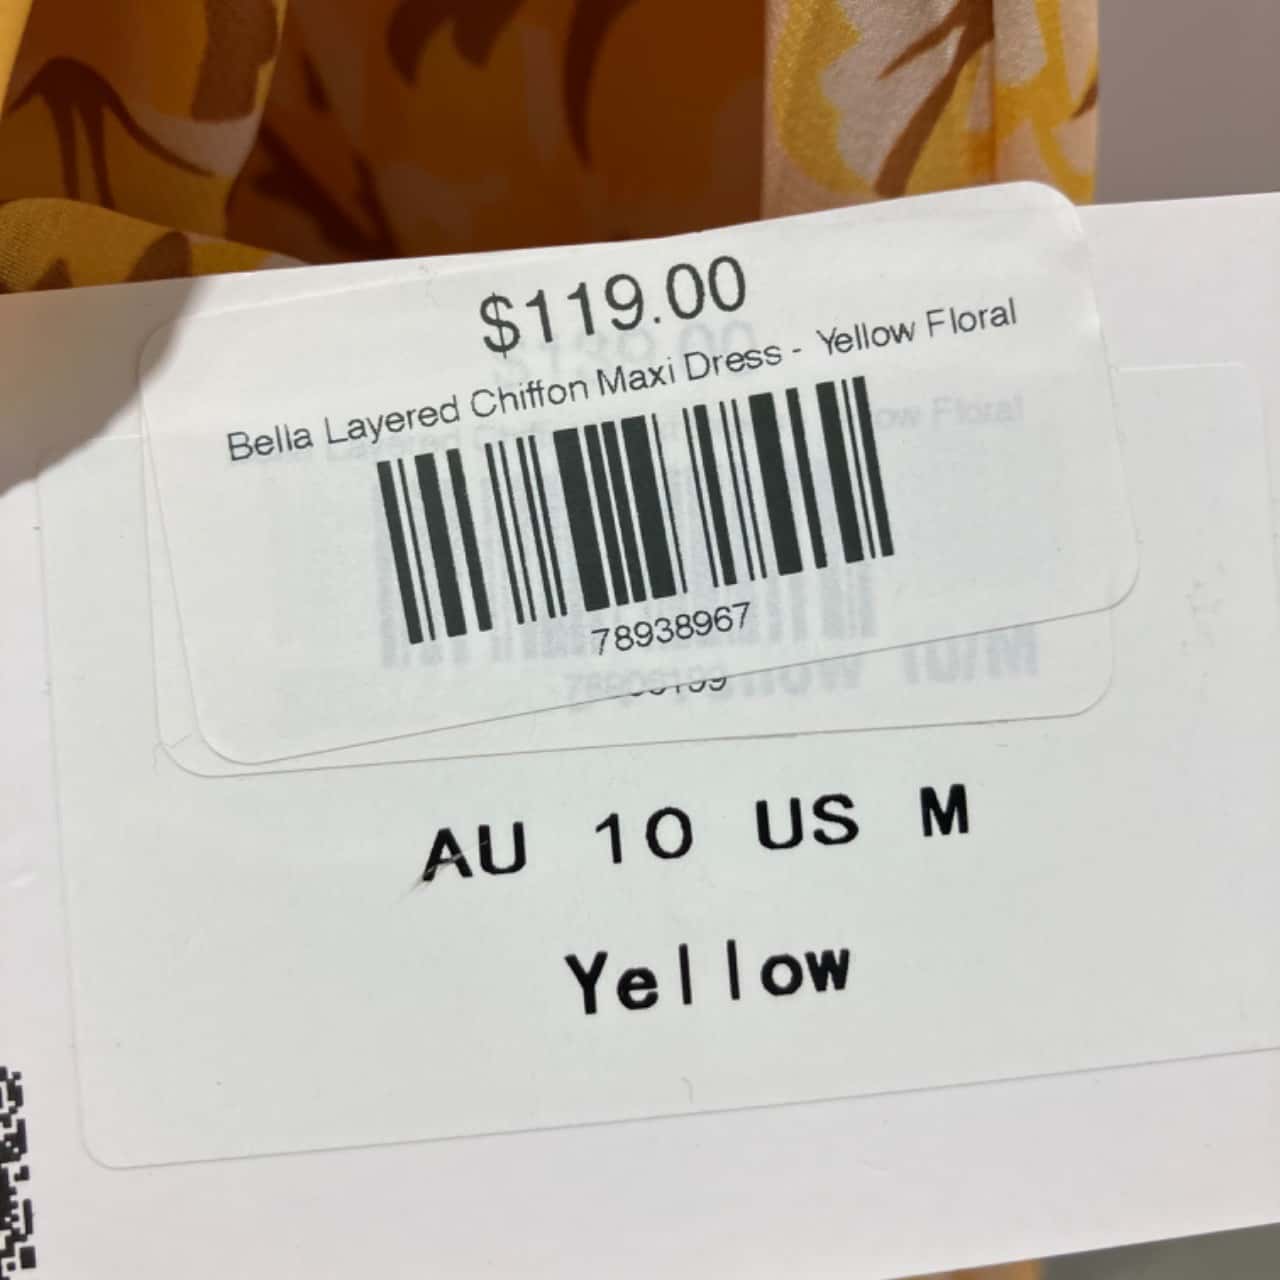 $119.00
Bella Layered Chiffon Maxi Dress - Yellow Floral
78938967
AU 10 US M
Yellow